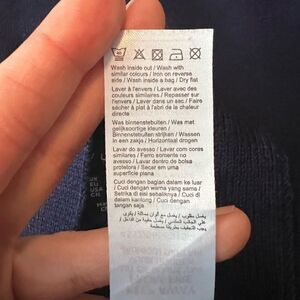 Wash inside out / Wash with
similar colours / Iron on reverse
side / Wash inside a bag / Dry flat
Laver à l'envers / Laver avec des
couleurs similaires / Repasser sur
l'envers / Laver dans un sac / Faire
sécher à plat à l'abri de la chaleur
Was binnenstebuiten / Was met
gelijksoortige kleuren /
Binnenstebuiten strijken / Wassen
in een zakje / Horizontaal drogen
Lavar do avesso / Lavar com cores
similares / Ferro somente no
avesso / Lavar dentro de bolsa
protetora / Secar em uma
superfície plana
Cuci dengan bagian dalam ke luar
/ Cuci dengan warna yang sama /
Setrika di sisi sebaliknya / Cuci di
dalam kantong / Cuci dengan
tangan saja